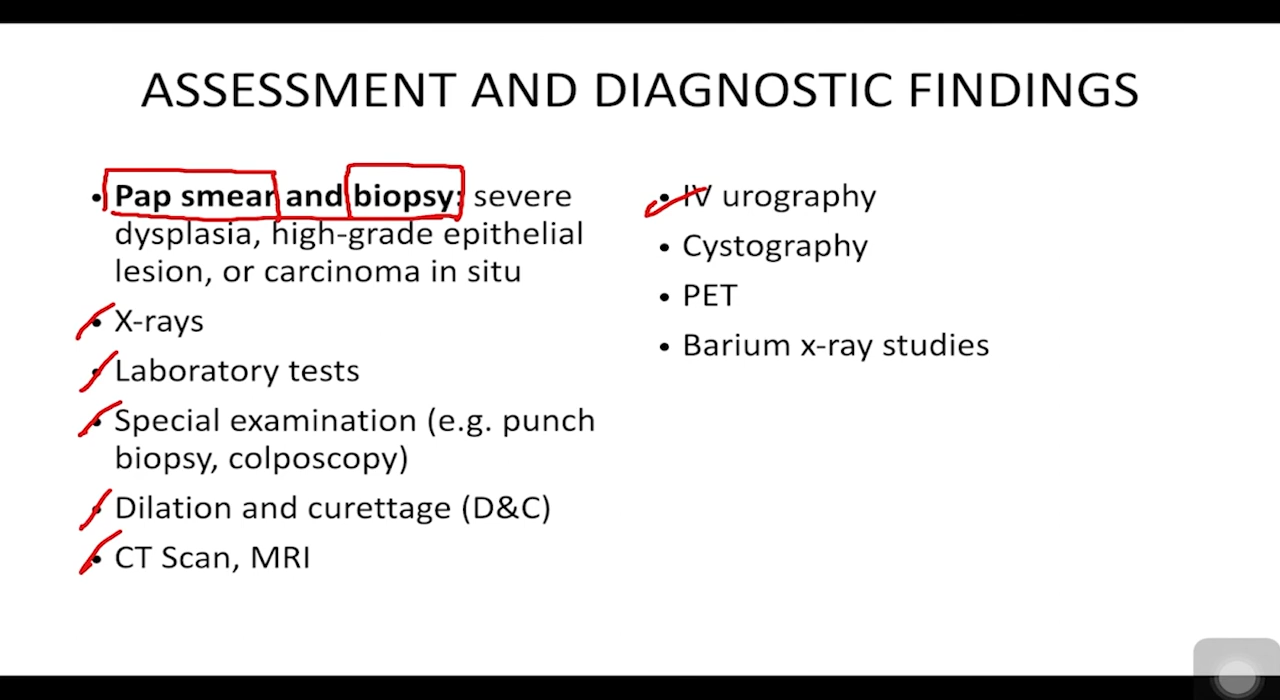 ASSESSMENT AND DIAGNOSTIC FINDINGS
• Pap smear and biopsy: severe
dysplasia, high-grade epithelial
lesion, or carcinoma in situ
• X-rays
• Laboratory tests
• Special examination (e.g. punch
biopsy, colposcopy)
• Dilation and curettage (D&C)
• CT Scan, MRI
• IV urography
• Cystography
• PET
• Barium x-ray studies